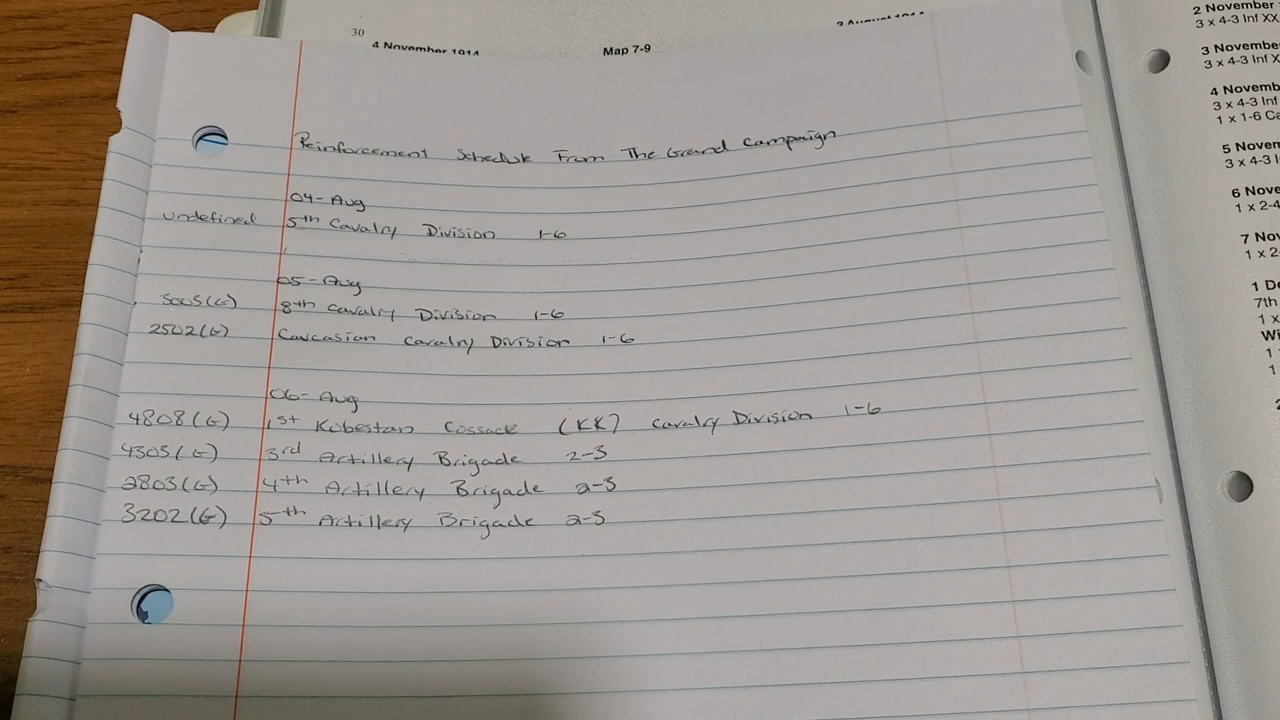 30
4 November 1914
Map 7-9
Reinforcement Schedule From The Grand Campaign
04-Aug
undefined 5th Cavalry Division 1-6
05-Aug
5005(G) 8th Cavalry Division 1-6
2502(G) Caucasion Cavalry Division 1-6
06-Aug
4808(G) 1st Kobestan Cossack (KK) Cavalry Division 1-6
4305(G) 3rd Artillery Brigade 2-3
2803(G) 4th Artillery Brigade 2-3
3202(G) 5th Artillery Brigade 2-3
2 November
3 x 4-3 Inf XX
3 Novembe
3 x 4-3 Inf X
4 Novemb
3 x 4-3 Inf
1 x 1-6 Ca
5 Novem
3 x 4-3 I
6 Nove
1 x 2-4
7 Nov
1 x 2
1 De
7th
1 x
Wi
1
1